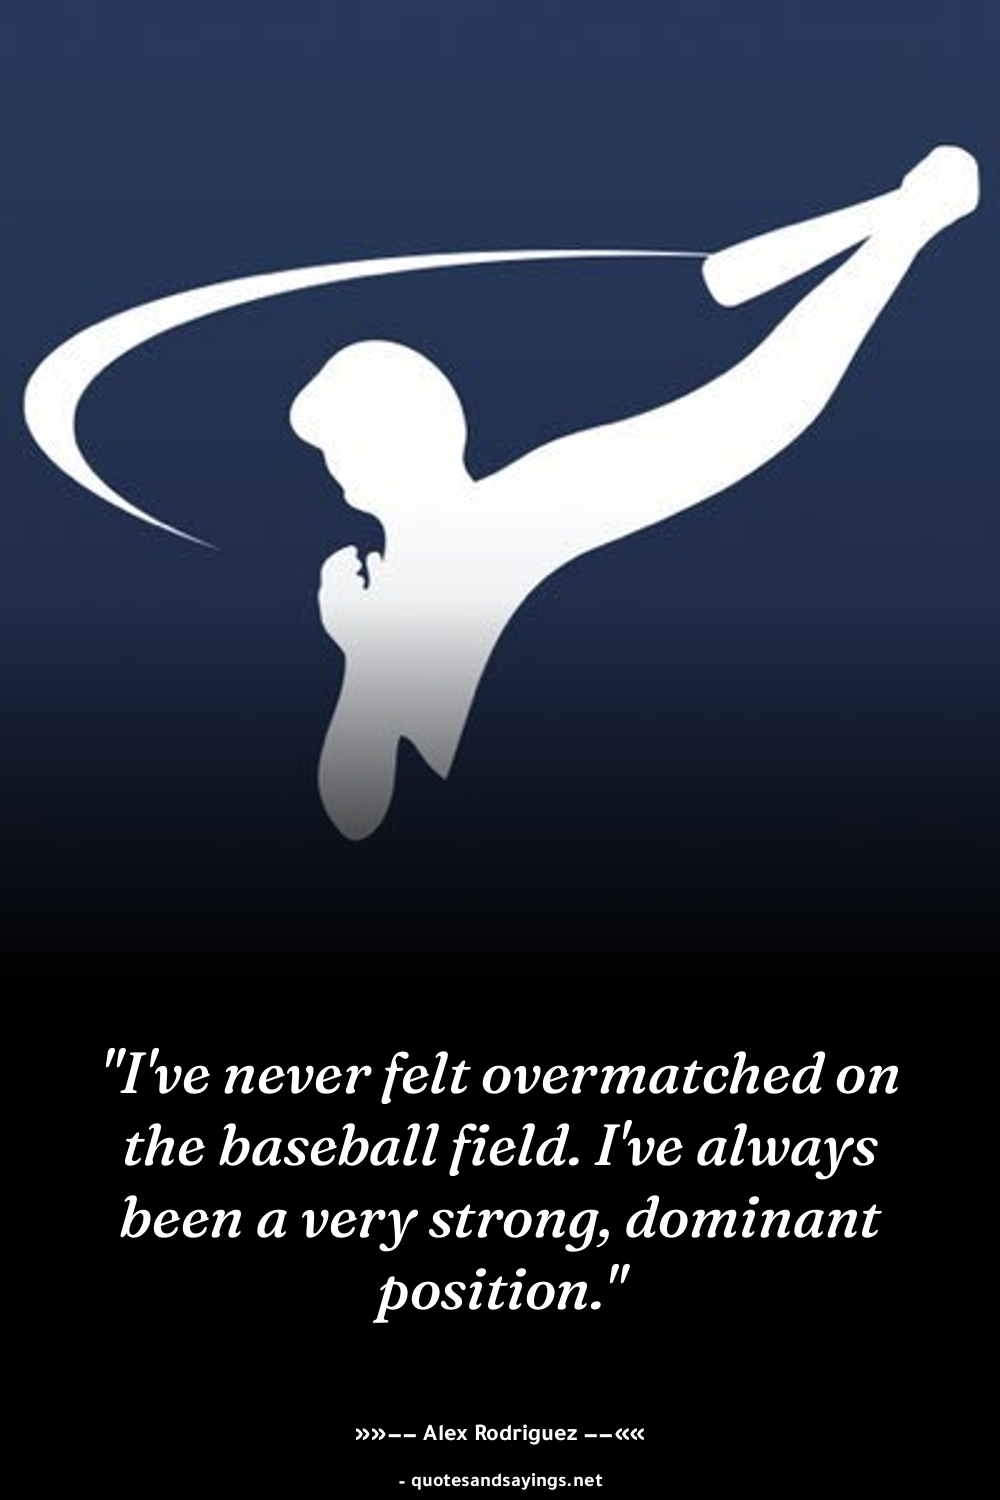 "I've never felt overmatched on
the baseball field. I've always
been a very strong, dominant
position."
»»−− Alex Rodriguez −−««
- quotesandsayings.net